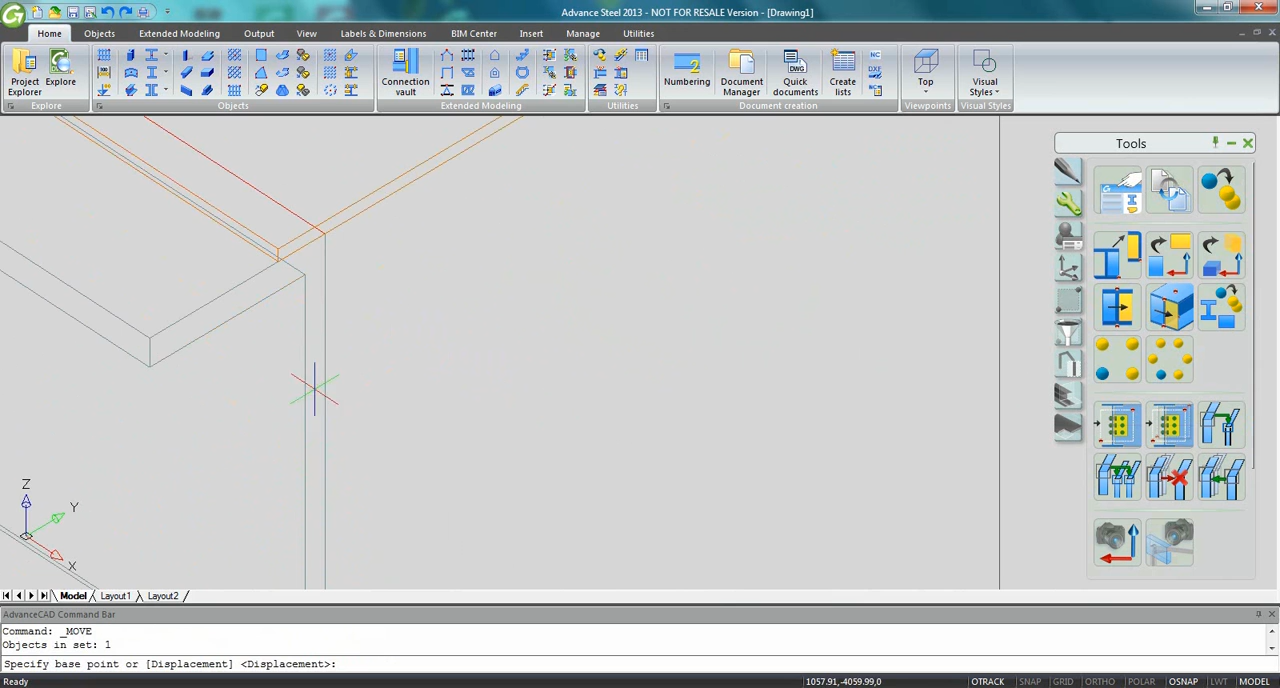 Advance Steel 2013 - NOT FOR RESALE Version - [Drawing1]
Home Objects Extended Modeling Output View Labels & Dimensions BIM Center Insert Manage Utilities
Project Explorer
Explore
Connection vault
Numbering
Document Manager
Quick documents
Create lists
Top
Visual Styles
NC
DXF
DWG
Explore Objects Extended Modeling Utilities Document creation Viewpoints Visual Styles
Tools
Z
Y
X
Model Layout1 Layout2
AdvanceCAD Command Bar
Command: _MOVE
Objects in set: 1
Specify base point or [Displacement] <Displacement>:
Ready 1057.91,-4059.99,0 OTRACK SNAP GRID ORTHO POLAR OSNAP LWT MODEL